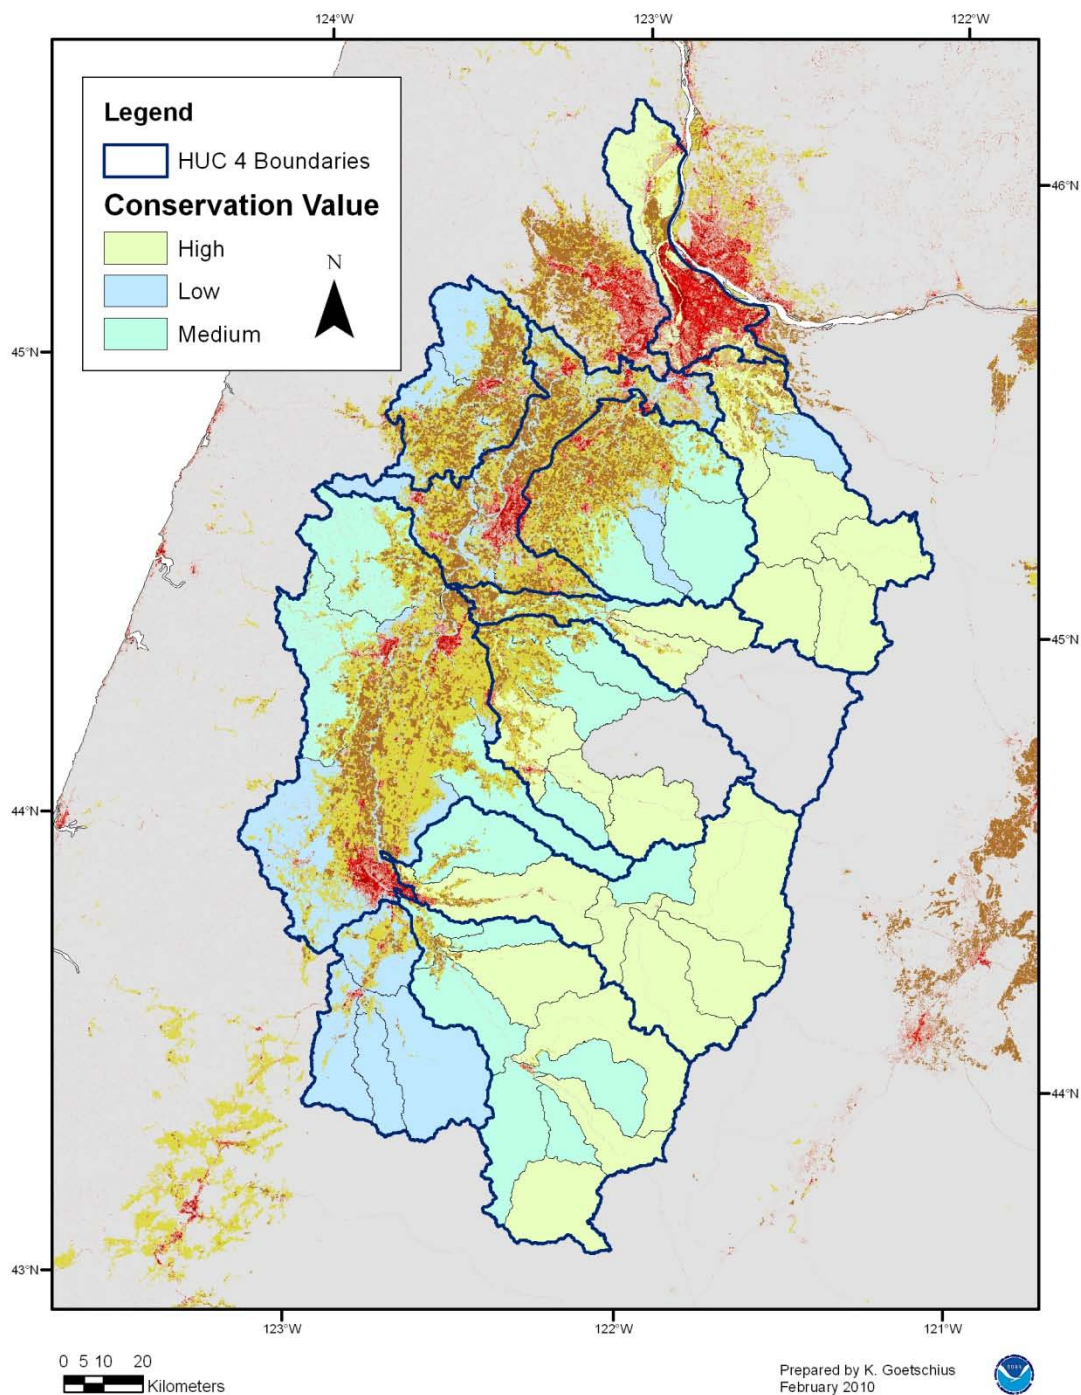 124°W 123°W 122°W
Legend
HUC 4 Boundaries
Conservation Value
High
Low
Medium
N
46°N
45°N
45°N
44°N
44°N
43°N
123°W 122°W 121°W
0 5 10 20
Kilometers
Prepared by K. Goetschius
February 2010